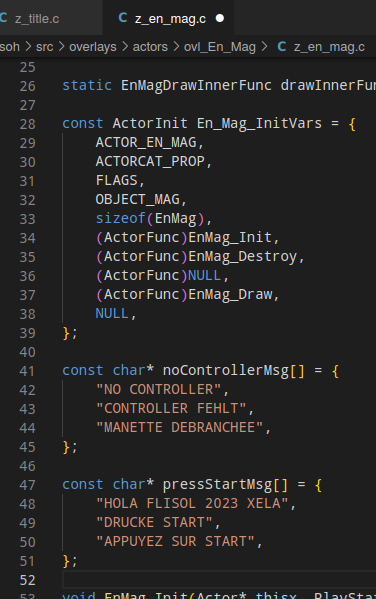 z_title.c
C z_en_mag.c
soh > src > overlays > actors > ovl_En_Mag > C z_en_mag.c
25
26 static EnMagDrawInnerFunc
27
28 const ActorInit En_Mag_InitVars = {
29 ACTOR_EN_MAG,
30 ACTORCAT_PROP,
31 FLAGS,
32 OBJECT_MAG,
33 sizeof(EnMag),
34 (ActorFunc)EnMag_Init,
35 (ActorFunc)EnMag_Destroy,
36 (ActorFunc)NULL,
37 (ActorFunc)EnMag_Draw,
38 NULL,
39 };
40
41 const char* noControllerMsg[] = {
42 "NO CONTROLLER",
43 "CONTROLLER FEHLT",
44 "MANETTE DEBRANCHEE",
45 };
46
47 const char* pressStartMsg[] = {
48 "HOLA FLISOL 2023 XELA",
49 "DRUCKE START",
50 "APPUYEZ SUR START",
51 };
52
53 void EnMag_Init(Actor* thisx,